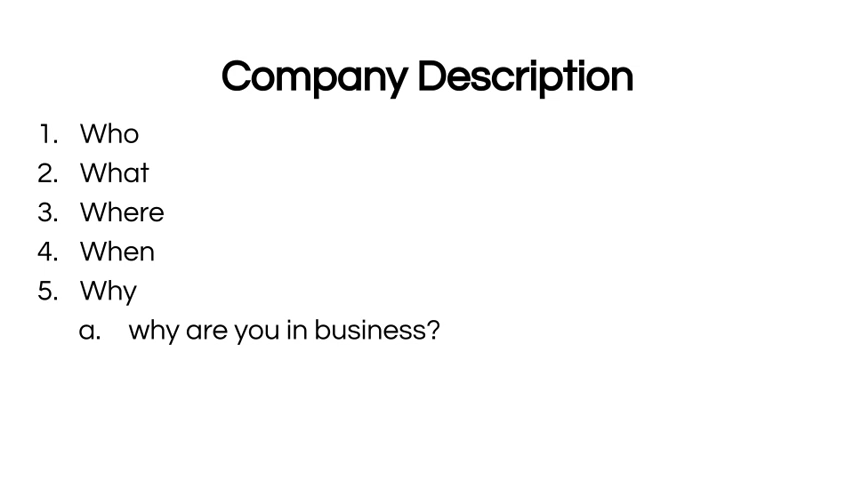 Company Description
1. Who
2. What
3. Where
4. When
5. Why
a. why are you in business?